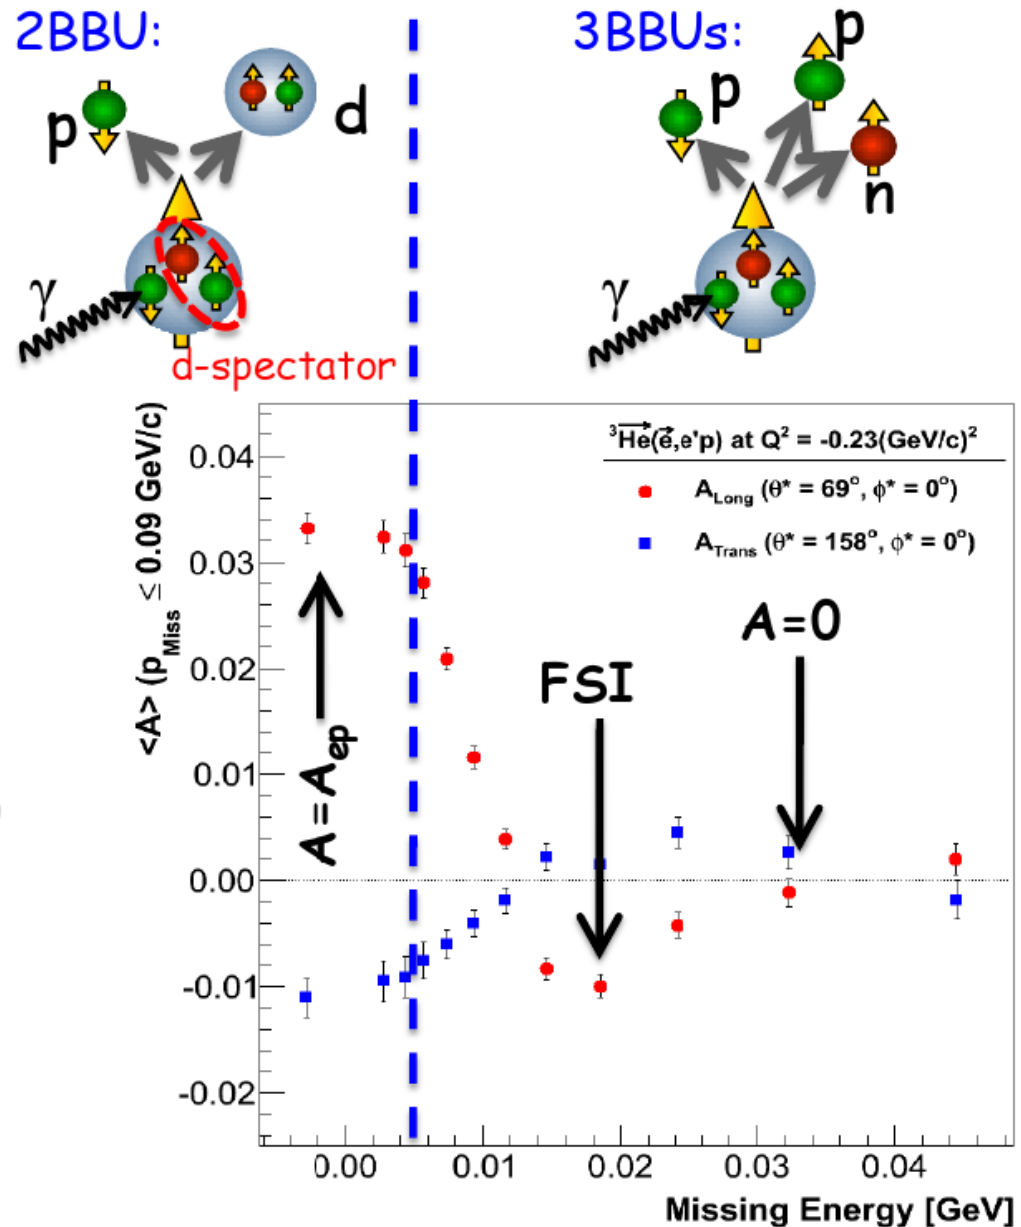 2BBU:
3BBUs:
p
d
γ
d-spectator
p
p
n
γ
<A> (p_Miss ≤ 0.09 GeV/c)
0.04
0.03
0.02
0.01
0.00
-0.01
-0.02
³He(e,e'p) at Q² = -0.23(GeV/c)²
A_Long (θ* = 69°, ϕ* = 0°)
A_Trans (θ* = 158°, ϕ* = 0°)
A=A_ep
FSI
A=0
0.00
0.01
0.02
0.03
0.04
Missing Energy [GeV]